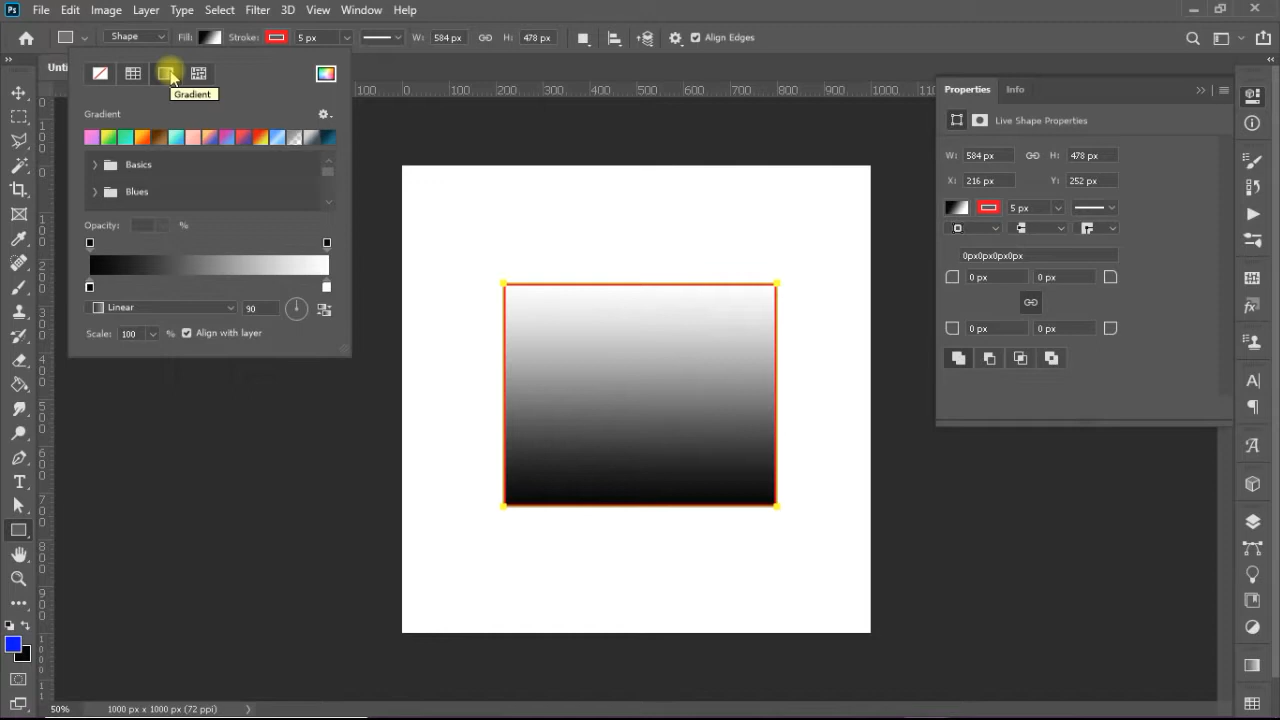 Ps File Edit Image Layer Type Select Filter 3D View Window Help
Shape Fill: Stroke: 5 px W: 584 px H: 478 px Align Edges
Unti
Gradient
Gradient
Basics
Blues
Opacity: %
Linear 90
Scale: 100 % Align with layer
100 0 100 200 300 400 500 600 700 800 900 1000 1100 1200
Properties Info
Live Shape Properties
W: 584 px H: 478 px
X: 216 px Y: 252 px
5 px
0px0px0px0px
0 px 0 px
0 px 0 px
50% 1000 px x 1000 px (72 ppi)